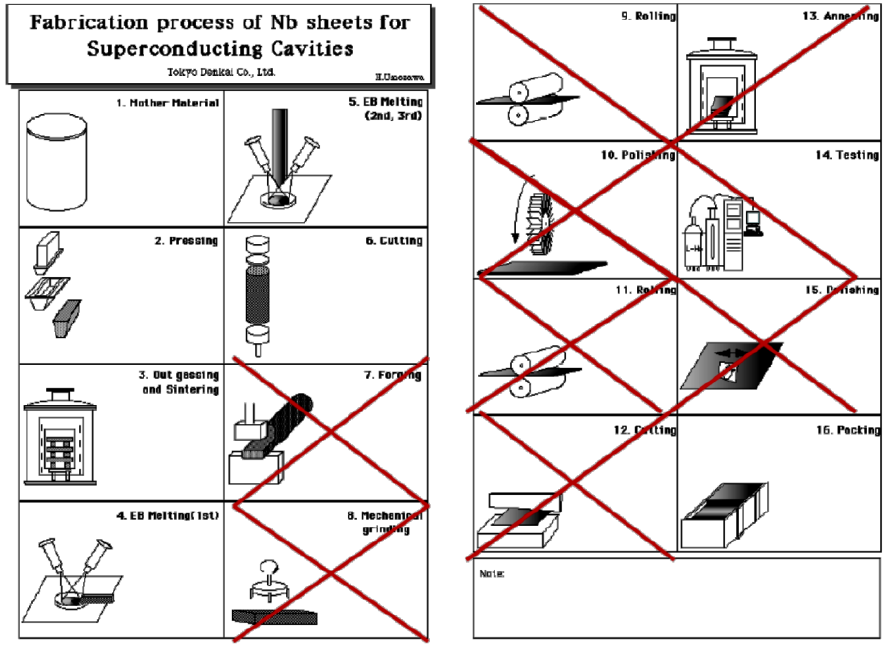 Fabrication process of Nb sheets for
Superconducting Cavities
Tokyo Denkai Co., Ltd.
H.Umezawa
1. Mother Material
5. EB Melting
(2nd, 3rd)
2. Pressing
6. Cutting
3. Out gassing
and Sintering
7. Forging
4. EB Melting(1st)
8. Mechanical
grinding
9. Rolling
13. Annealing
10. Polishing
14. Testing
L-He
11. Rolling
15. Polishing
12. Cutting
16. Packing
Note: